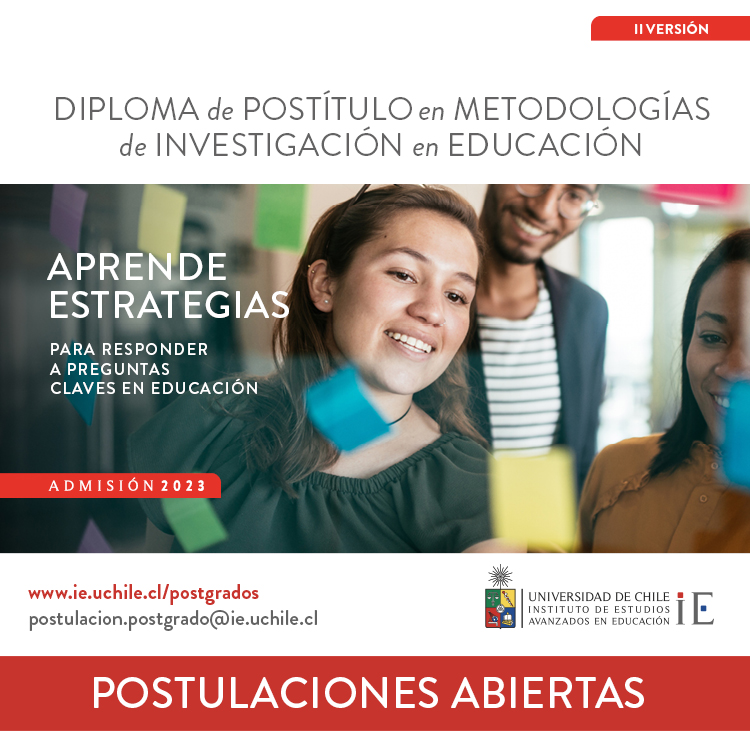 II VERSIÓN
DIPLOMA de POSTÍTULO en METODOLOGÍAS
de INVESTIGACIÓN en EDUCACIÓN
APRENDE
ESTRATEGIAS
PARA RESPONDER
A PREGUNTAS
CLAVES EN EDUCACIÓN
ADMISIÓN 2023
www.ie.uchile.cl/postgrados
postulacion.postgrado@ie.uchile.cl
UNIVERSIDAD DE CHILE
INSTITUTO DE ESTUDIOS
AVANZADOS EN EDUCACIÓN
iE
POSTULACIONES ABIERTAS